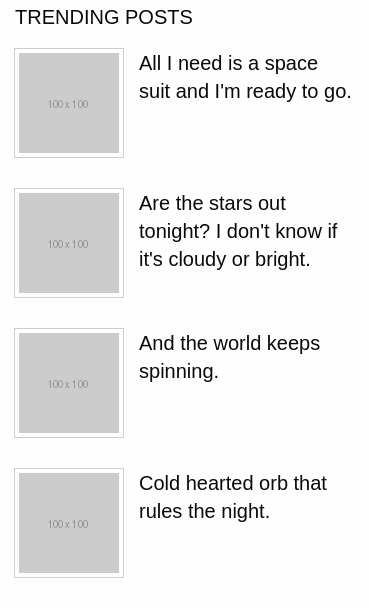 TRENDING POSTS
100 x 100
All I need is a space
suit and I'm ready to go.
100 x 100
Are the stars out
tonight? I don't know if
it's cloudy or bright.
100 x 100
And the world keeps
spinning.
100 x 100
Cold hearted orb that
rules the night.